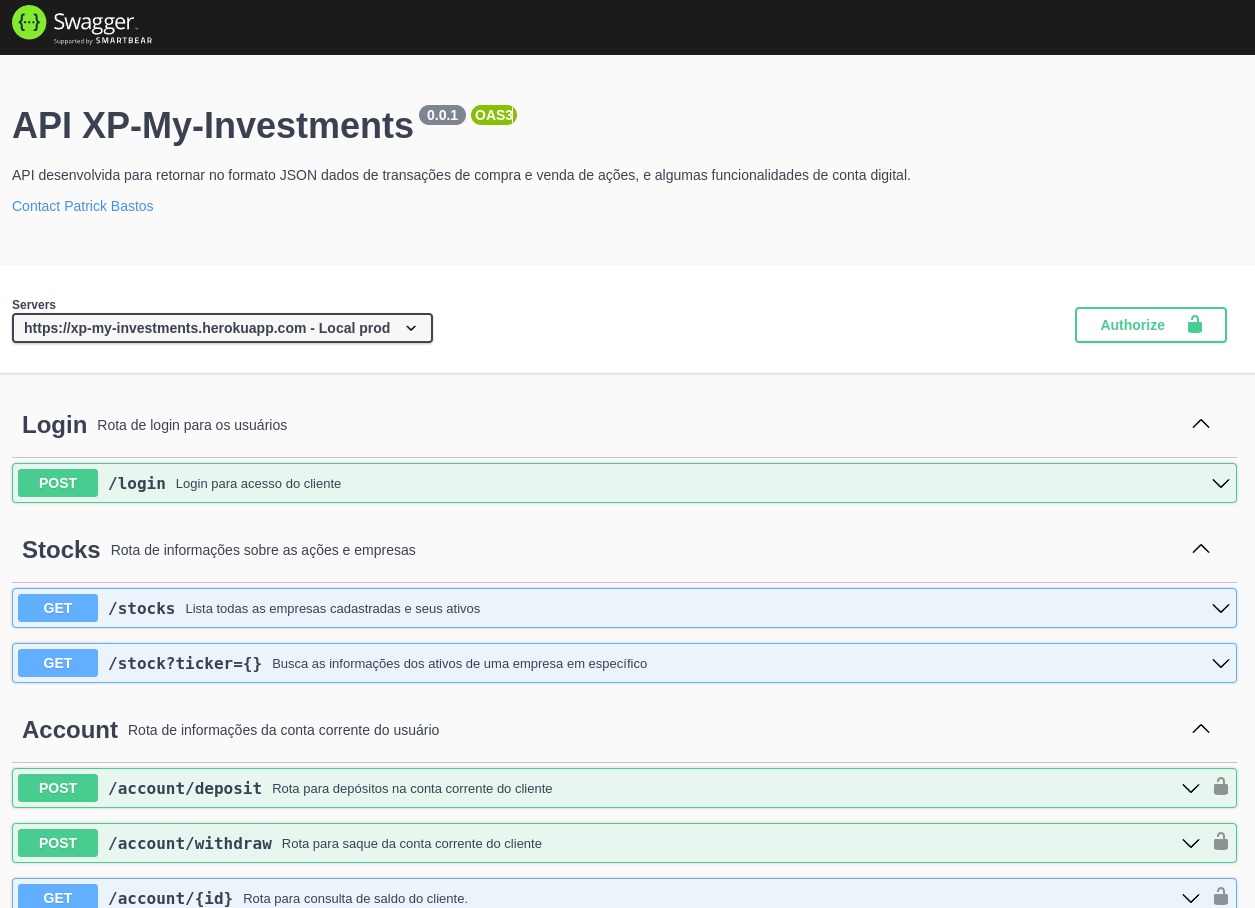 Swagger
Supported by SMARTBEAR
API XP-My-Investments 0.0.1 OAS3
API desenvolvida para retornar no formato JSON dados de transações de compra e venda de ações, e algumas funcionalidades de conta digital.
Contact Patrick Bastos
Servers
https://xp-my-investments.herokuapp.com - Local prod
Authorize
Login Rota de login para os usuários
POST /login Login para acesso do cliente
Stocks Rota de informações sobre as ações e empresas
GET /stocks Lista todas as empresas cadastradas e seus ativos
GET /stock?ticker={} Busca as informações dos ativos de uma empresa em específico
Account Rota de informações da conta corrente do usuário
POST /account/deposit Rota para depósitos na conta corrente do cliente
POST /account/withdraw Rota para saque da conta corrente do cliente
GET /account/{id} Rota para consulta de saldo do cliente.